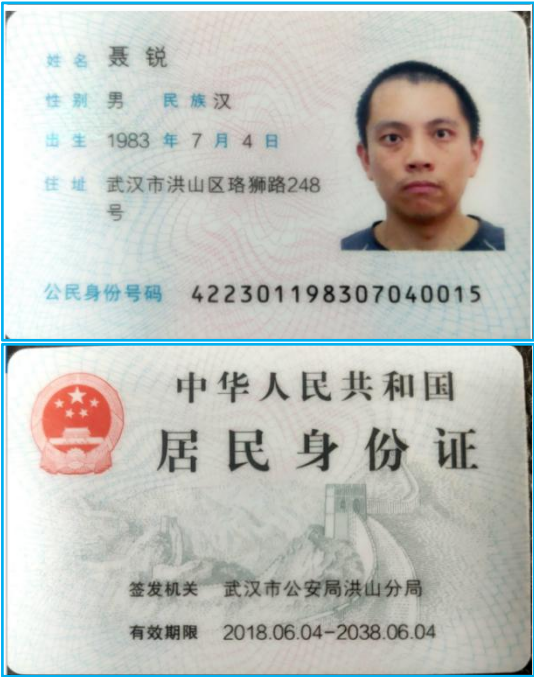 姓名 聂锐
性别 男 民族 汉
出生 1983 年 7 月 4 日
住址 武汉市洪山区珞狮路248
号
公民身份号码 422301198307040015
中华人民共和国
居民身份证
签发机关 武汉市公安局洪山分局
有效期限 2018.06.04-2038.06.04